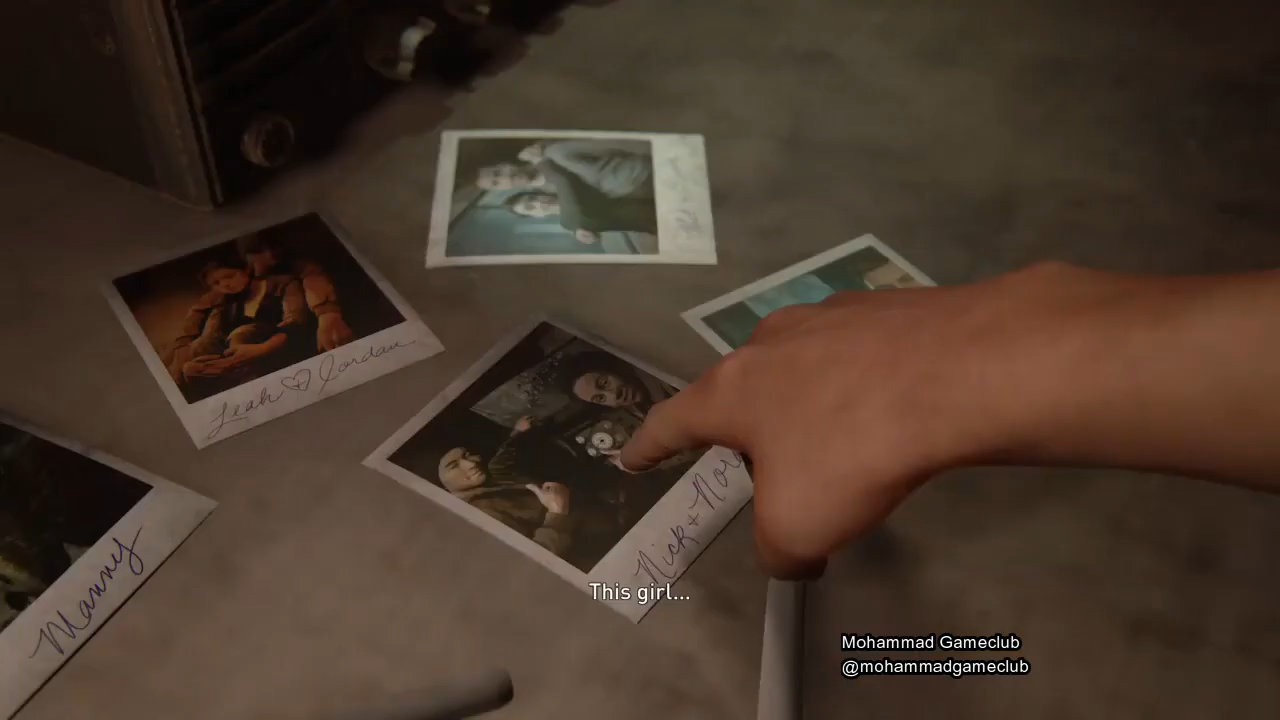 Leah ♡ Jordan
Manny
Nick + Nora
This girl...
Mohammad Gameclub
@mohammadgameclub